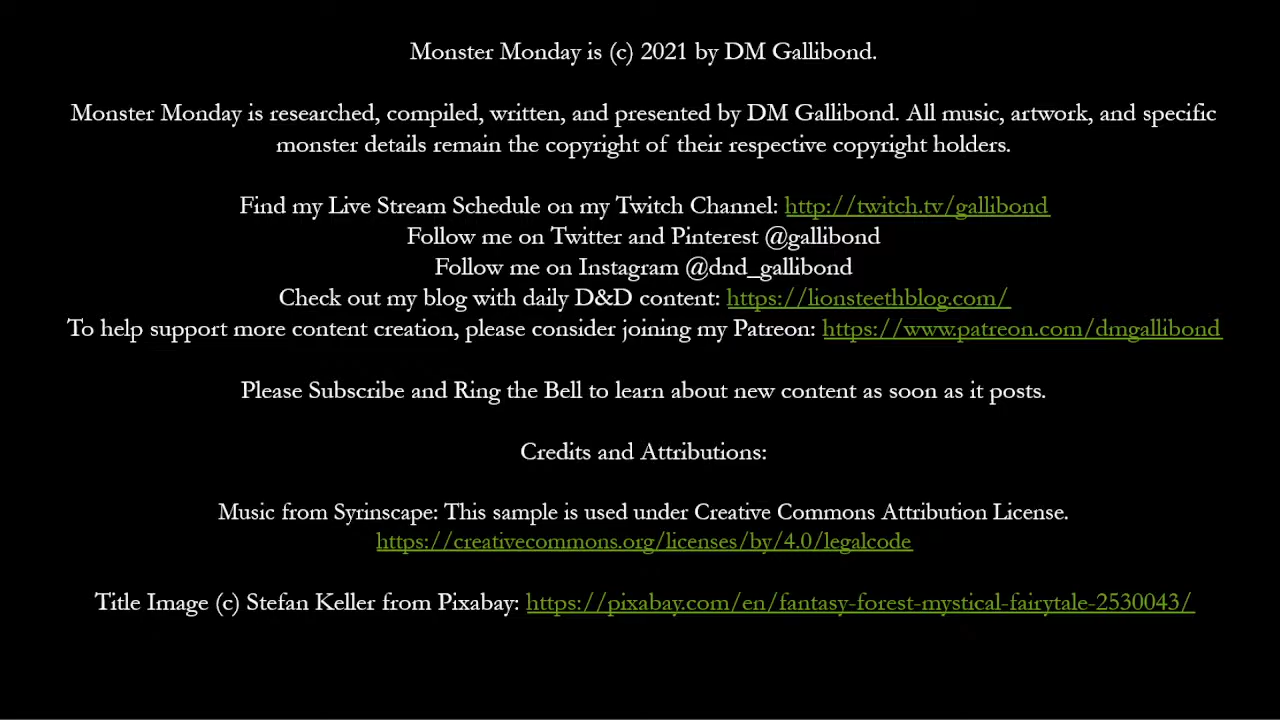 Monster Monday is (c) 2021 by DM Gallibond.
Monster Monday is researched, compiled, written, and presented by DM Gallibond. All music, artwork, and specific
monster details remain the copyright of their respective copyright holders.
Find my Live Stream Schedule on my Twitch Channel: http://twitch.tv/gallibond
Follow me on Twitter and Pinterest @gallibond
Follow me on Instagram @dnd_gallibond
Check out my blog with daily D&D content: https://lionsteethblog.com/
To help support more content creation, please consider joining my Patreon: https://www.patreon.com/dmgallibond
Please Subscribe and Ring the Bell to learn about new content as soon as it posts.
Credits and Attributions:
Music from Syrinscape: This sample is used under Creative Commons Attribution License.
https://creativecommons.org/licenses/by/4.0/legalcode
Title Image (c) Stefan Keller from Pixabay: https://pixabay.com/en/fantasy-forest-mystical-fairytale-2530043/